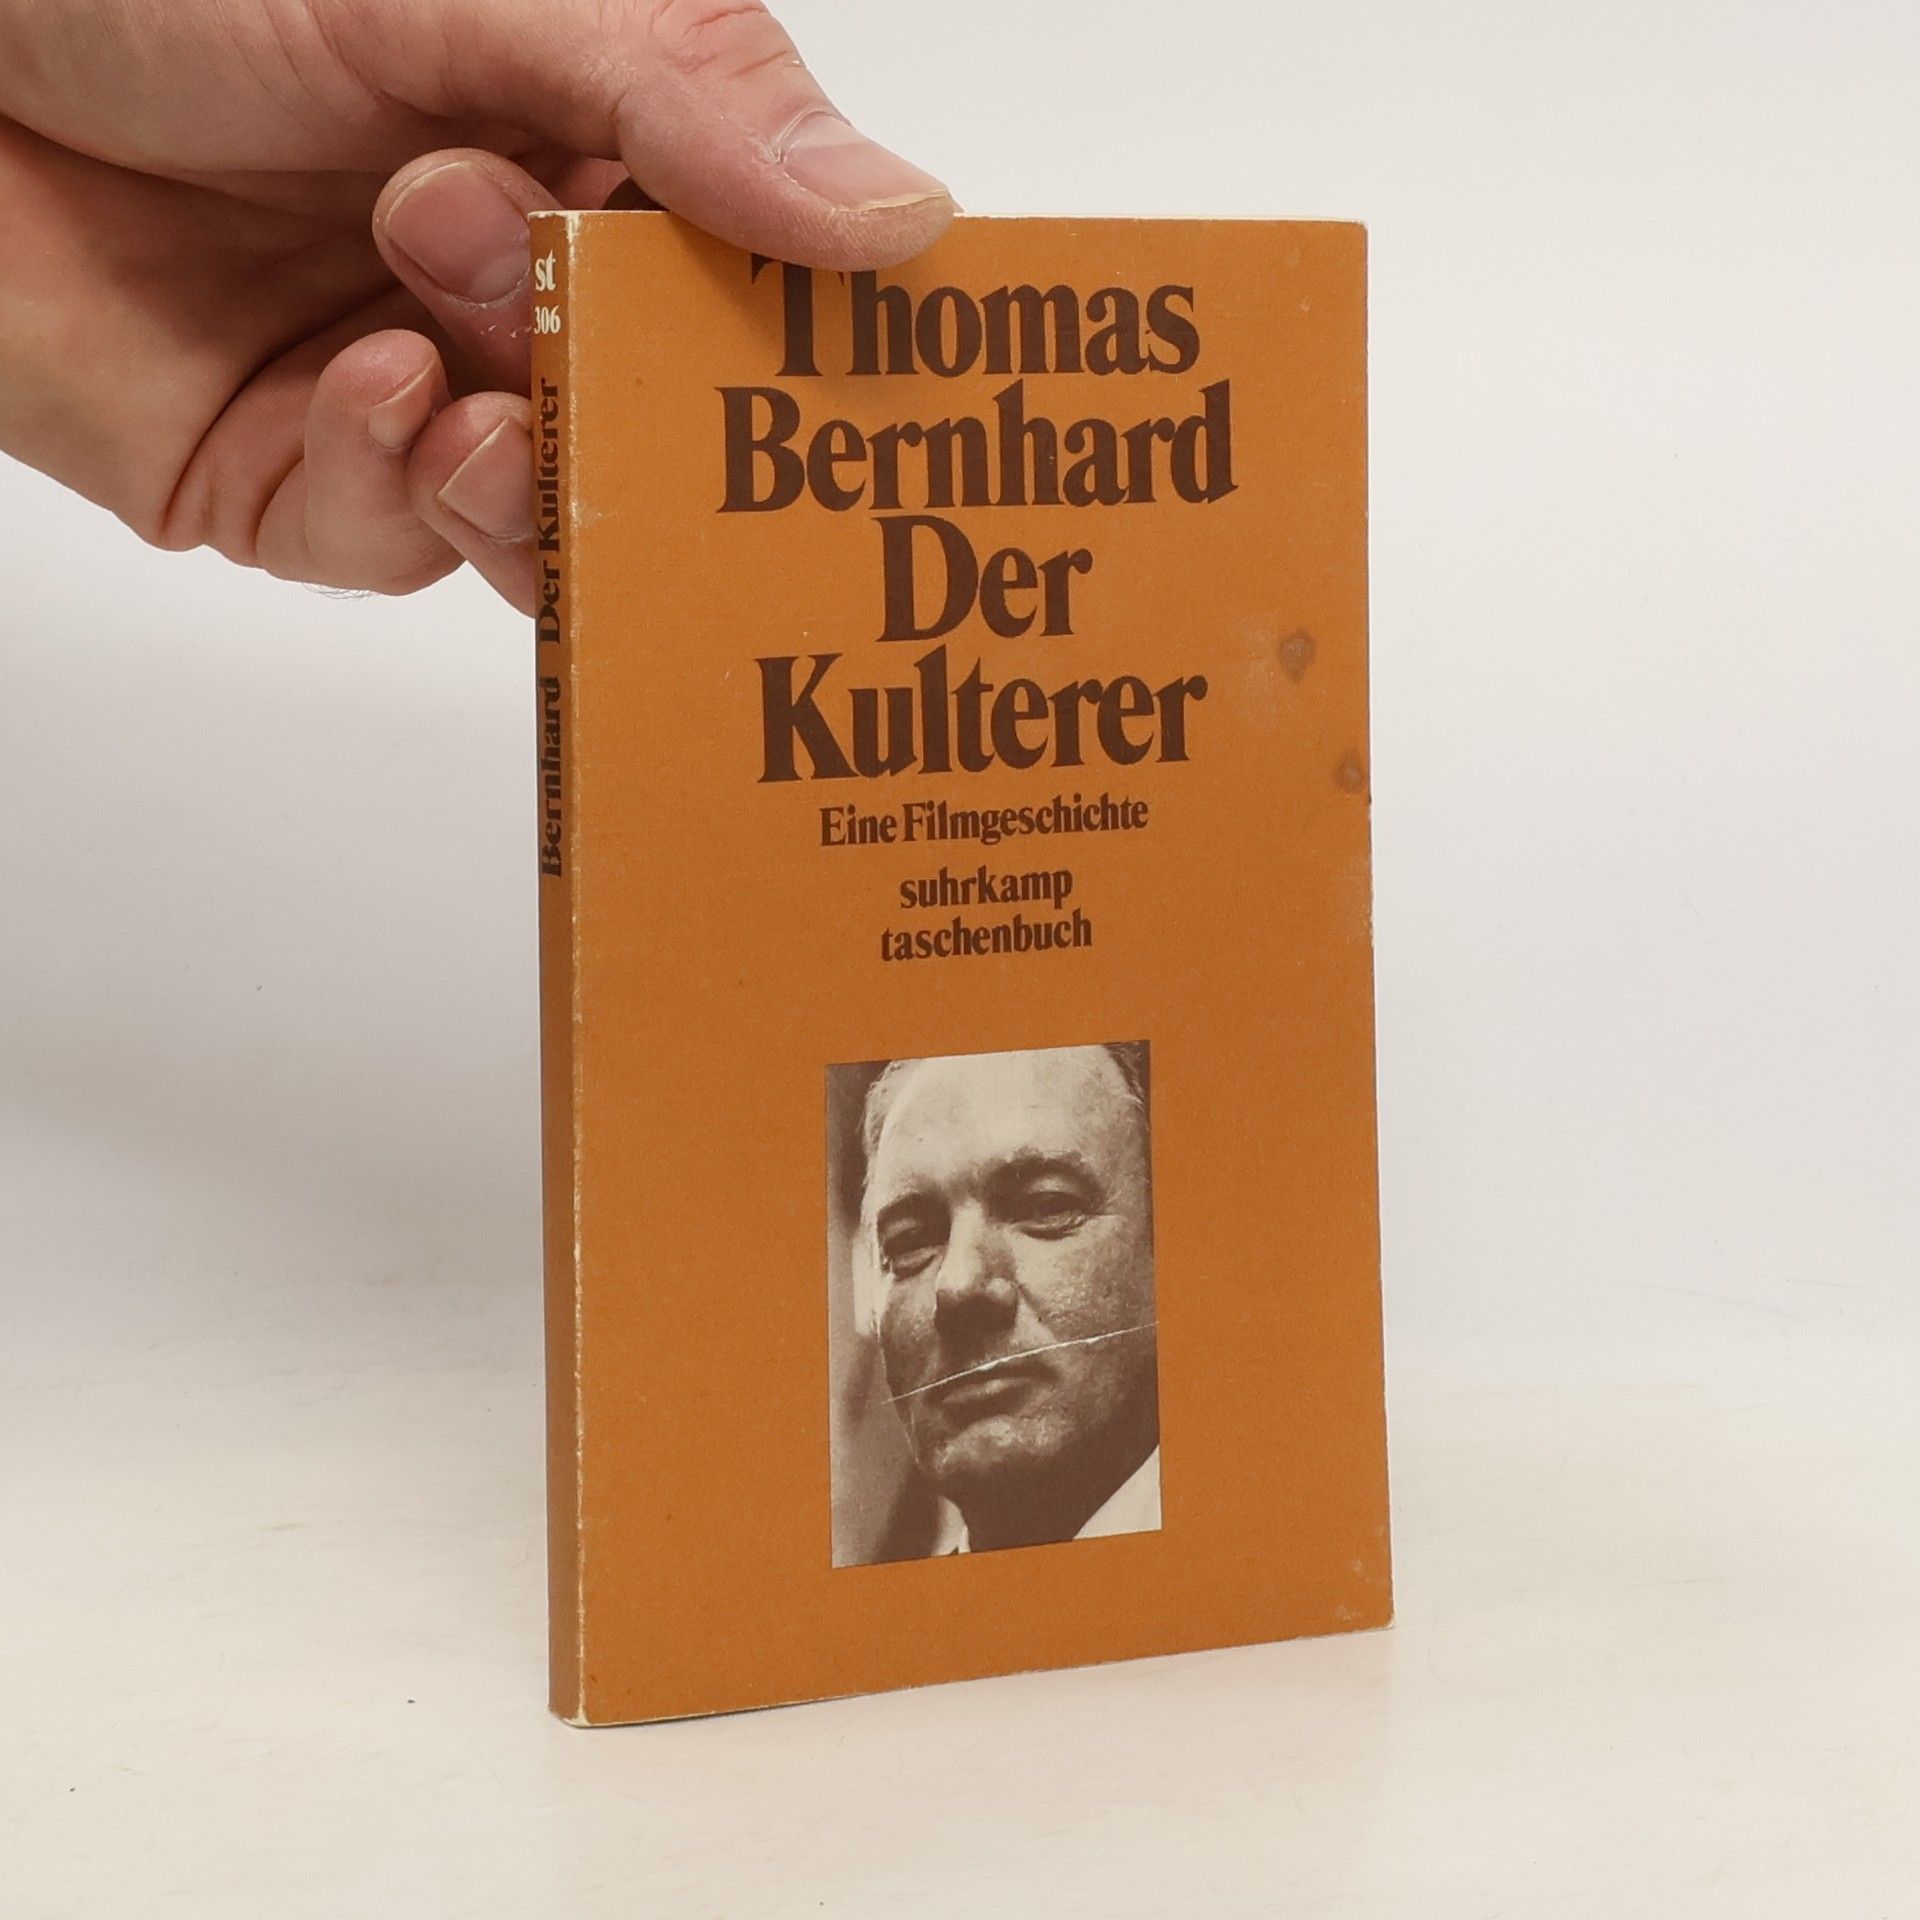 st
306
Bernhard Der Kulterer
Thomas
Bernhard
Der
Kulterer
Eine Filmgeschichte
suhrkamp
taschenbuch